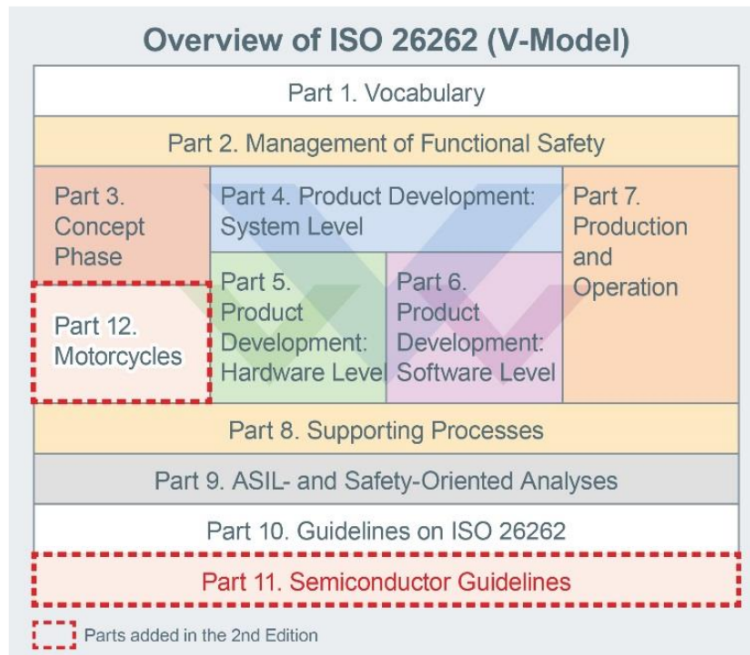 Overview of ISO 26262 (V-Model)
Part 1. Vocabulary
Part 2. Management of Functional Safety
Part 3.
Concept
Phase
Part 4. Product Development:
System Level
Part 7.
Production
and
Operation
Part 12.
Motorcycles
Part 5.
Product
Development:
Hardware Level
Part 6.
Product
Development:
Software Level
Part 8. Supporting Processes
Part 9. ASIL- and Safety-Oriented Analyses
Part 10. Guidelines on ISO 26262
Part 11. Semiconductor Guidelines
Parts added in the 2nd Edition